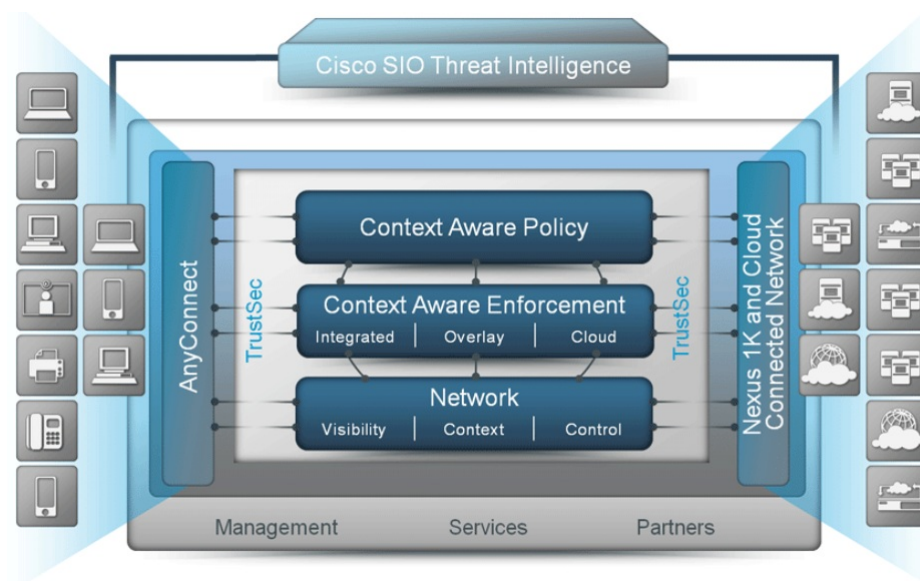 Cisco SIO Threat Intelligence
AnyConnect
TrustSec
Context Aware Policy
Context Aware Enforcement
Integrated | Overlay | Cloud
Network
Visibility | Context | Control
TrustSec
Nexus 1K and Cloud
Connected Network
Management Services Partners